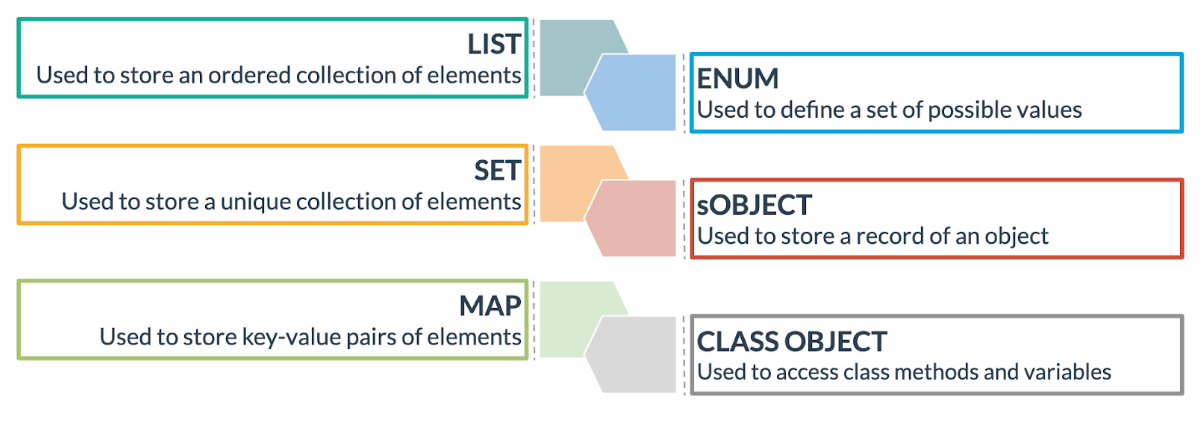 LIST
Used to store an ordered collection of elements
ENUM
Used to define a set of possible values
SET
Used to store a unique collection of elements
sOBJECT
Used to store a record of an object
MAP
Used to store key-value pairs of elements
CLASS OBJECT
Used to access class methods and variables